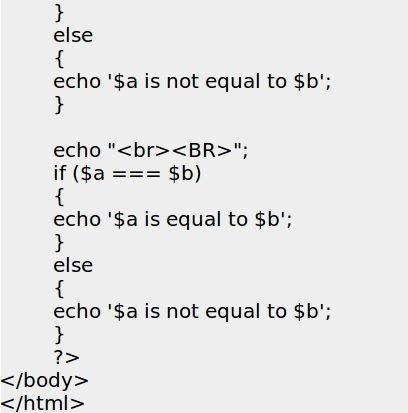 }
else
{
echo '$a is not equal to $b';
}
echo "<br><BR>";
if ($a === $b)
{
echo '$a is equal to $b';
}
else
{
echo '$a is not equal to $b';
}
?>
</body>
</html>